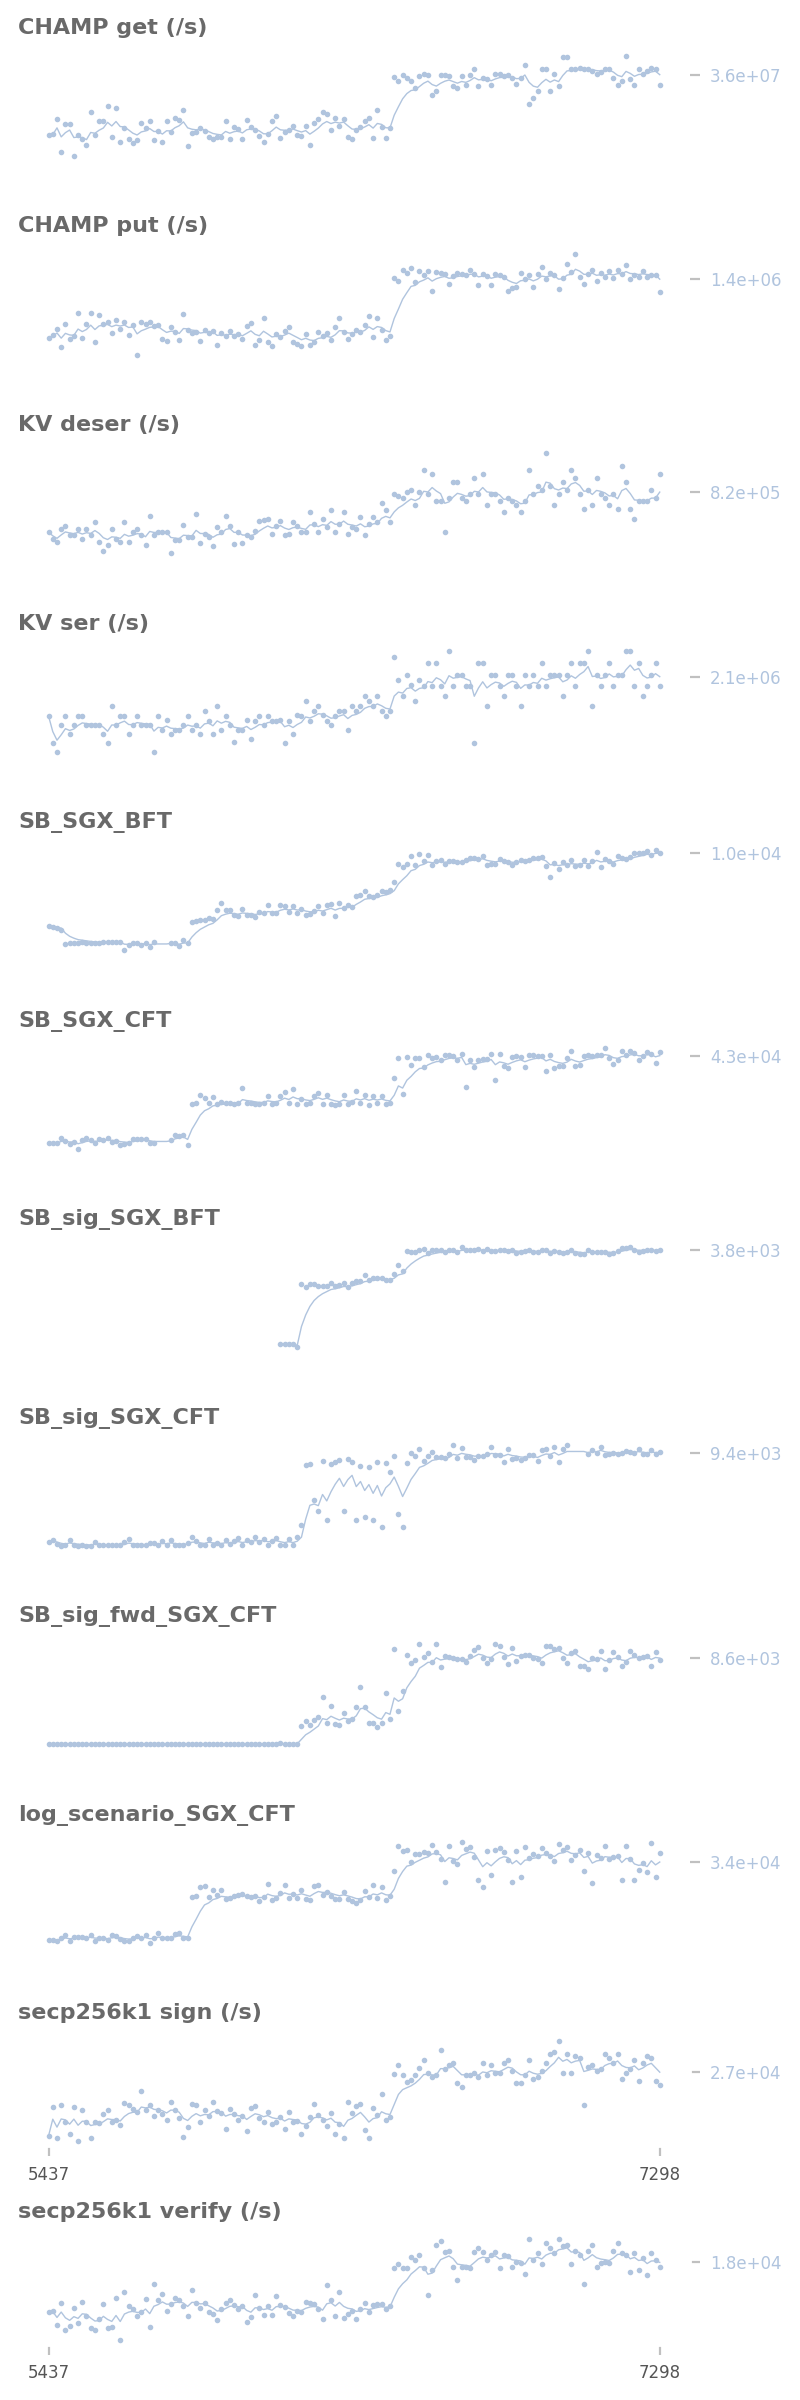 CHAMP get (/s)
3.6e+07
CHAMP put (/s)
1.4e+06
KV deser (/s)
8.2e+05
KV ser (/s)
2.1e+06
SB_SGX_BFT
1.0e+04
SB_SGX_CFT
4.3e+04
SB_sig_SGX_BFT
3.8e+03
SB_sig_SGX_CFT
9.4e+03
SB_sig_fwd_SGX_CFT
8.6e+03
log_scenario_SGX_CFT
3.4e+04
secp256k1 sign (/s)
2.7e+04
5437 7298
secp256k1 verify (/s)
1.8e+04
5437 7298